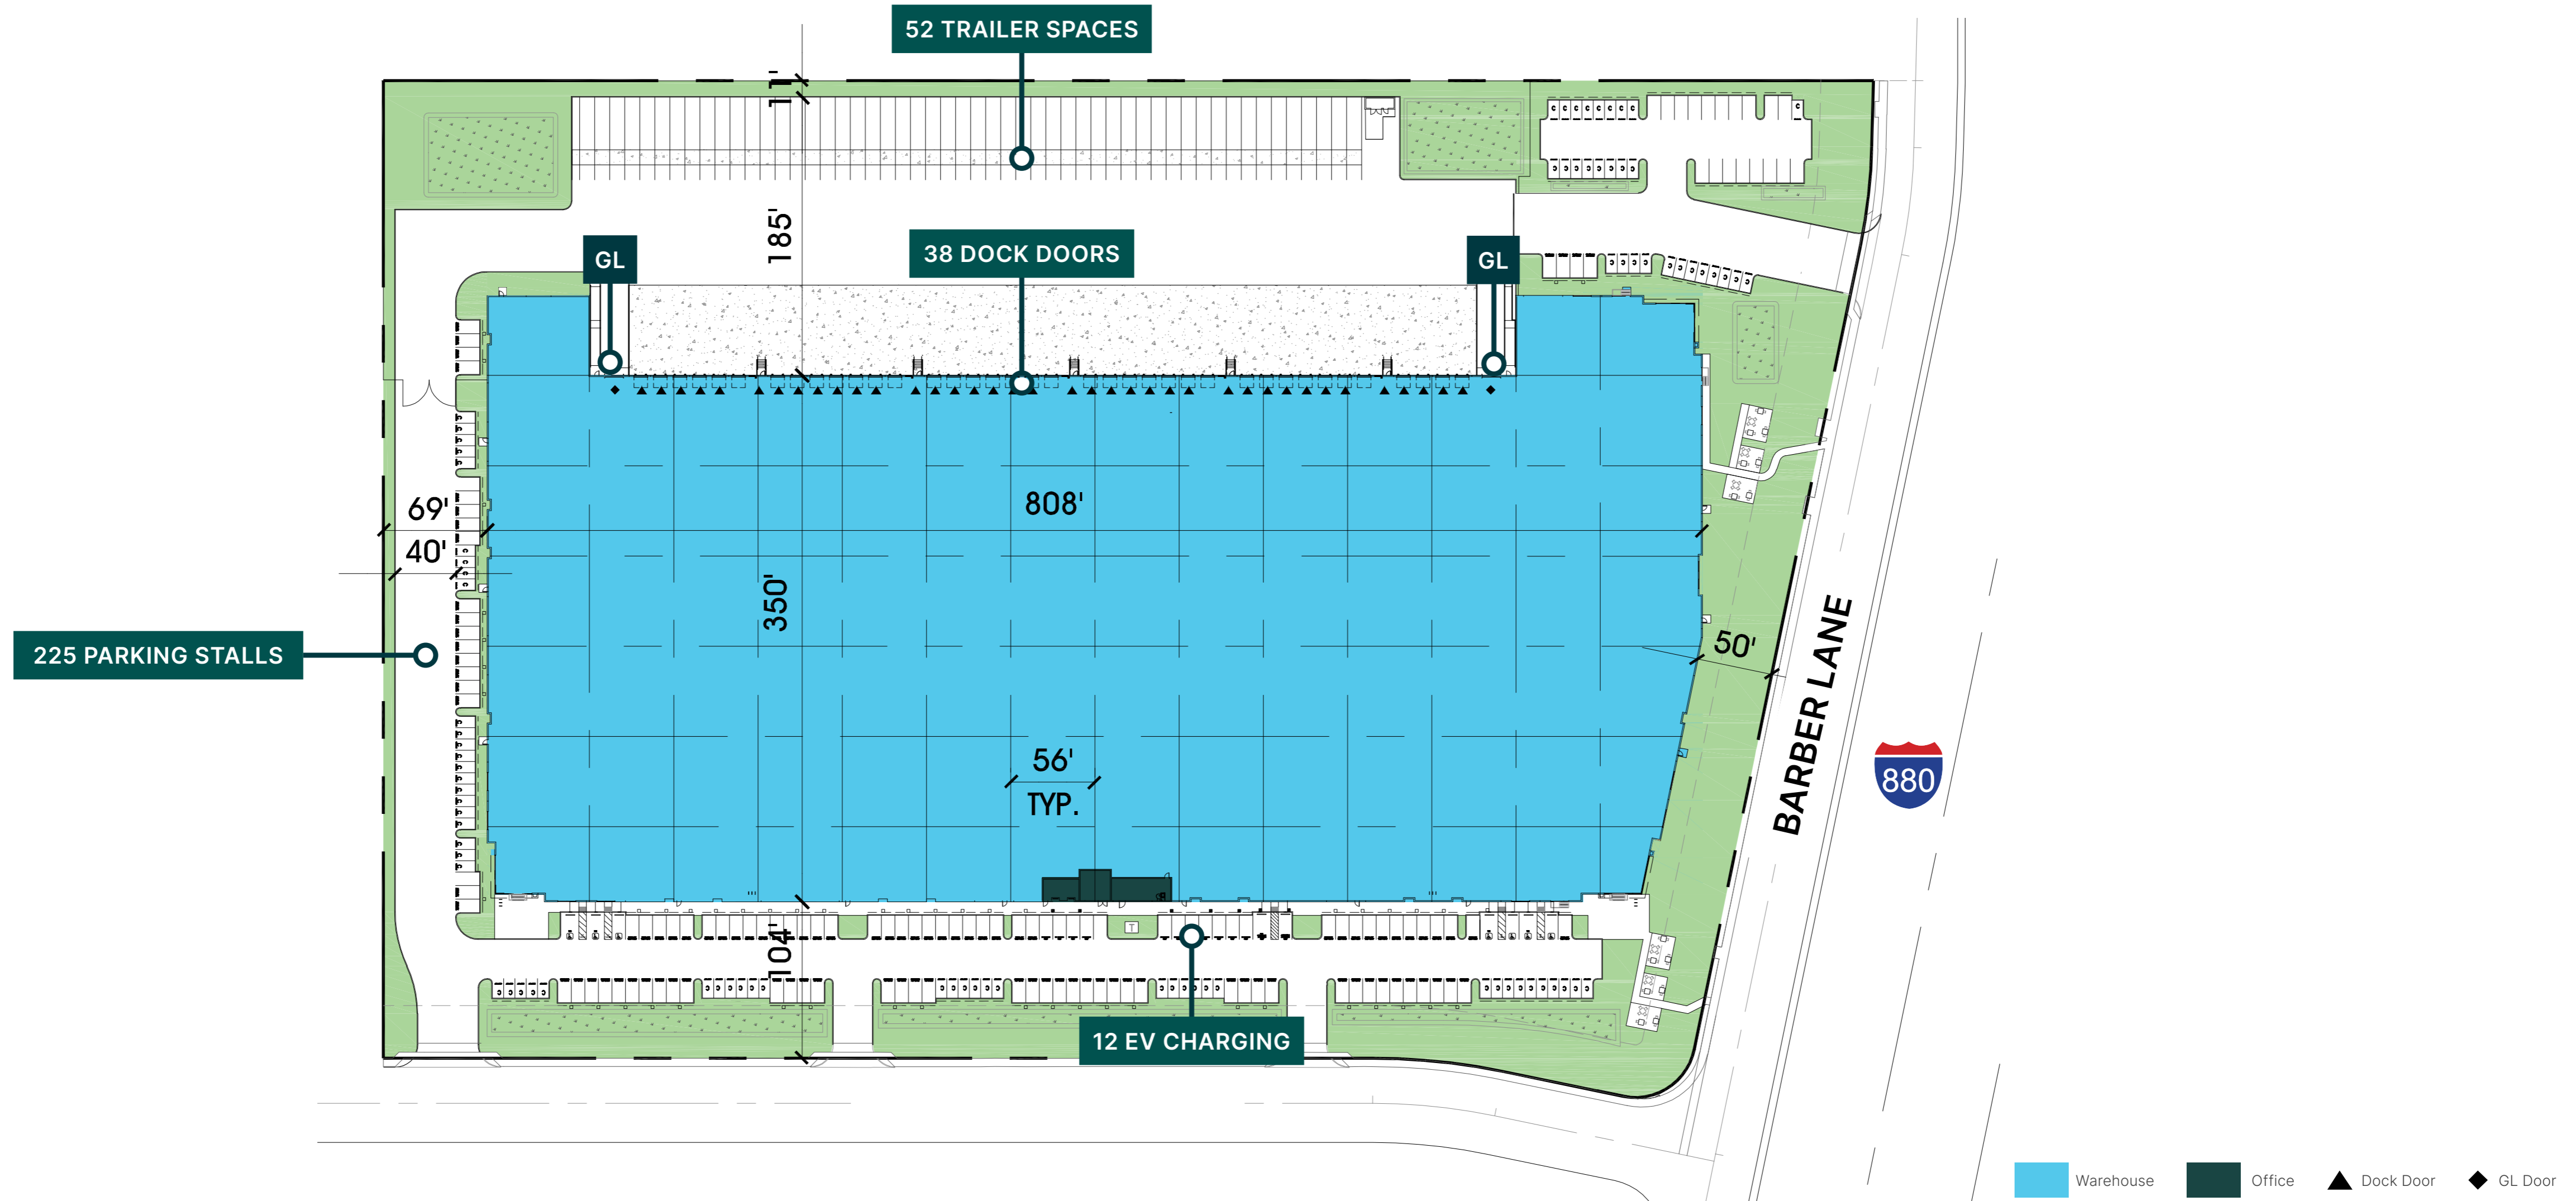 52 TRAILER SPACES
11'
185'
GL
38 DOCK DOORS
GL
69'
808'
40'
350'
225 PARKING STALLS
50'
BARBER LANE
56'
TYP.
880
104'
T
12 EV CHARGING
Warehouse
Office
Dock Door
GL Door